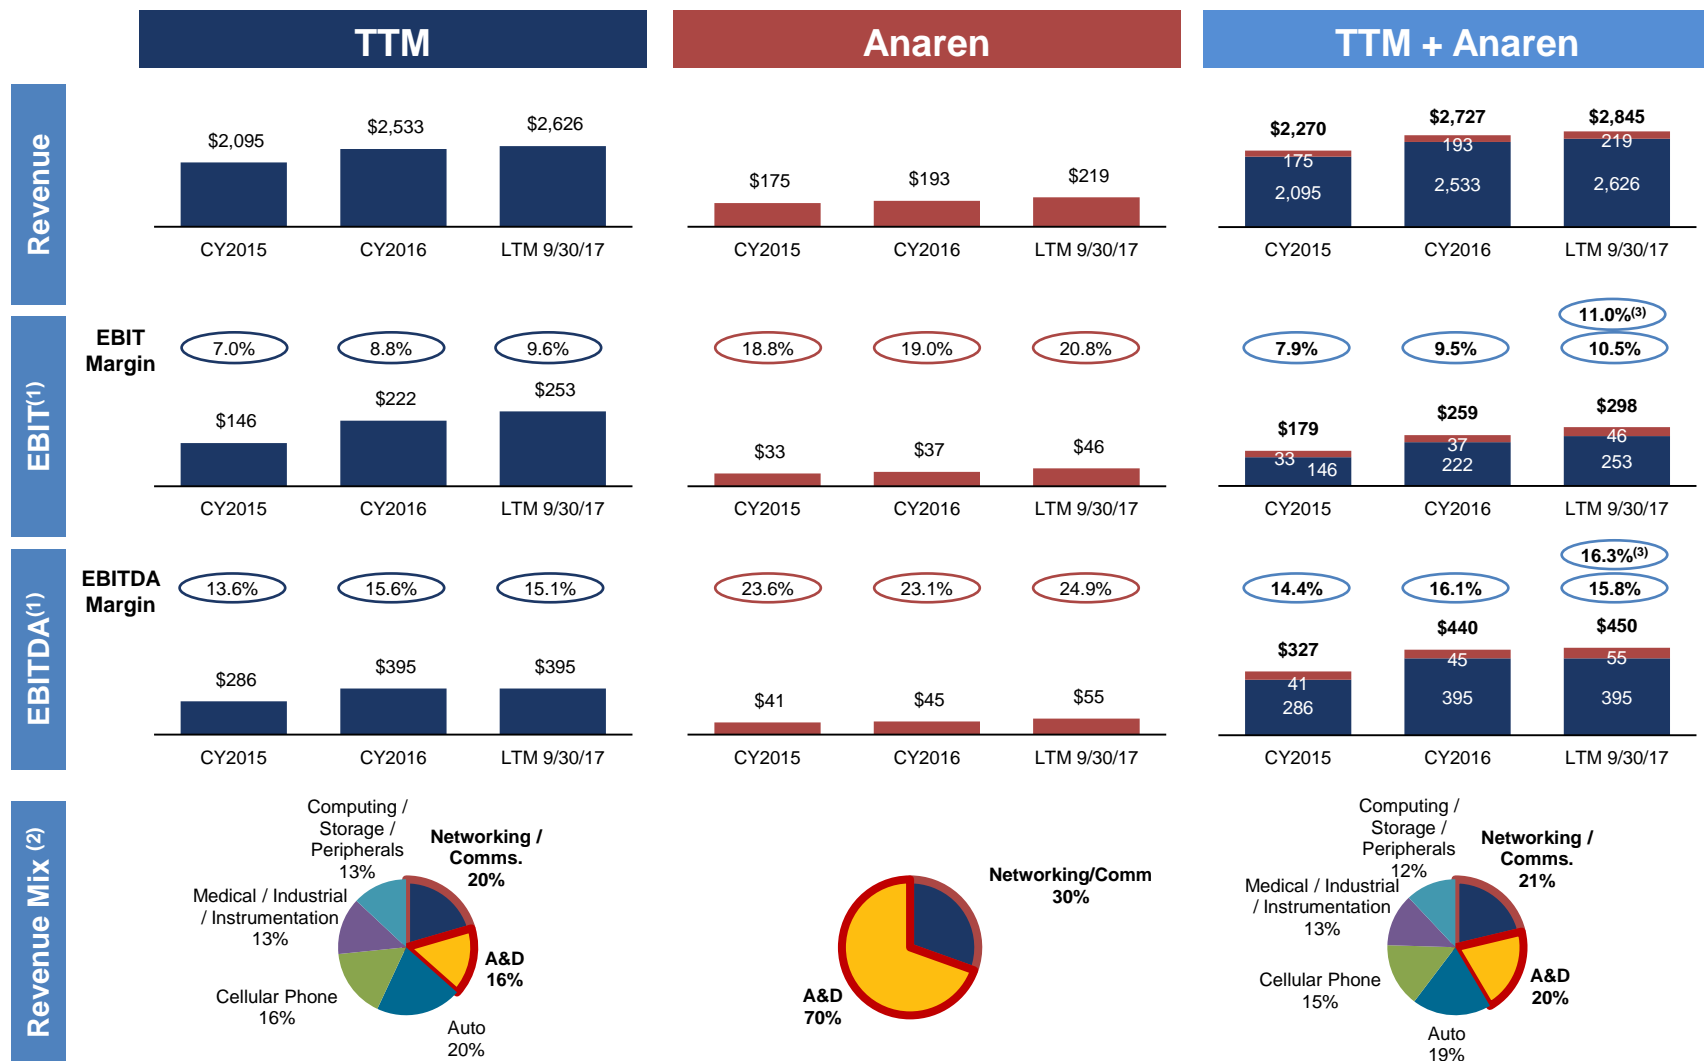 TTM
Anaren
TTM + Anaren
Revenue
$2,095
$2,533
$2,626
CY2015
CY2016
LTM 9/30/17
$175
$193
$219
CY2015
CY2016
LTM 9/30/17
$2,270
$2,727
$2,845
175
193
219
2,095
2,533
2,626
CY2015
CY2016
LTM 9/30/17
EBIT(1)
EBIT
Margin
7.0%
8.8%
9.6%
$146
$222
$253
CY2015
CY2016
LTM 9/30/17
18.8%
19.0%
20.8%
$33
$37
$46
CY2015
CY2016
LTM 9/30/17
11.0%(3)
7.9%
9.5%
10.5%
$179
$259
$298
33
37
46
146
222
253
CY2015
CY2016
LTM 9/30/17
EBITDA(1)
EBITDA
Margin
13.6%
15.6%
15.1%
$286
$395
$395
CY2015
CY2016
LTM 9/30/17
23.6%
23.1%
24.9%
$41
$45
$55
CY2015
CY2016
LTM 9/30/17
16.3%(3)
14.4%
16.1%
15.8%
$327
$440
$450
41
45
55
286
395
395
CY2015
CY2016
LTM 9/30/17
Revenue Mix (2)
Computing /
Storage /
Peripherals
13%
Networking /
Comms.
20%
Medical / Industrial
/ Instrumentation
13%
A&D
16%
Cellular Phone
16%
Auto
20%
Networking/Comm
30%
A&D
70%
Computing /
Storage /
Peripherals
12%
Networking /
Comms.
21%
Medical / Industrial
/ Instrumentation
13%
A&D
20%
Cellular Phone
15%
Auto
19%